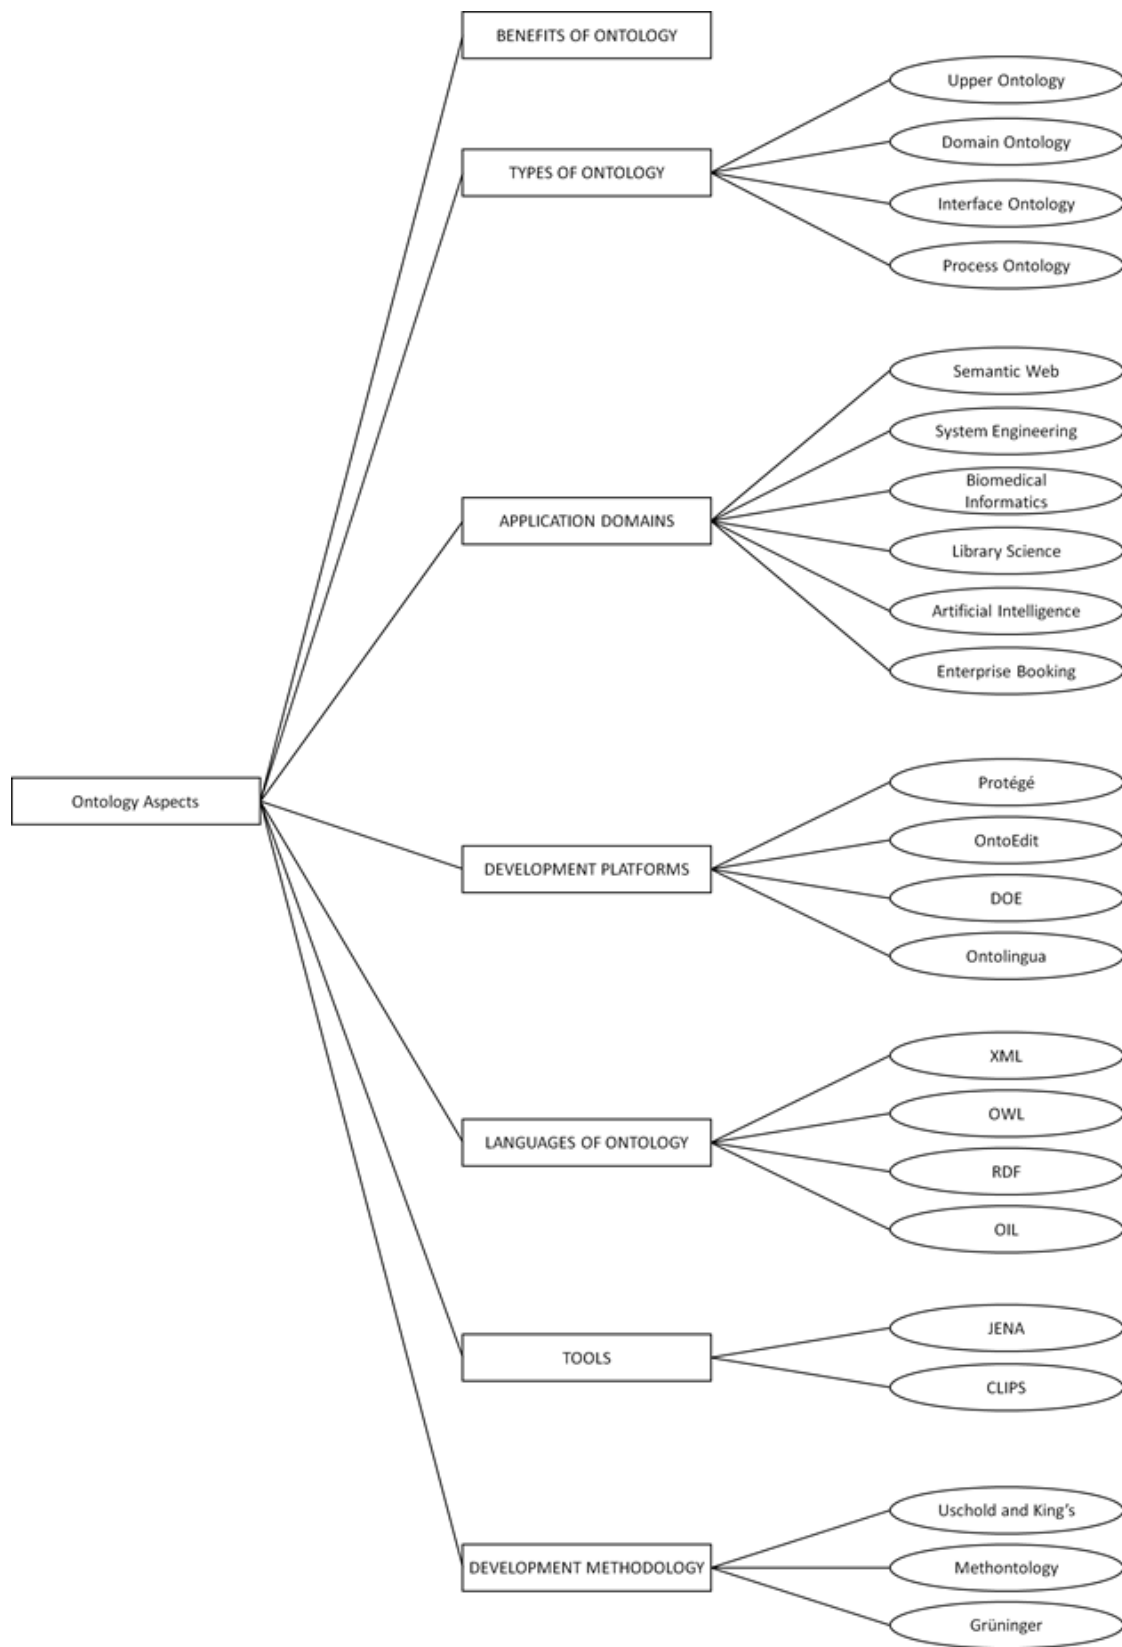 BENEFITS OF ONTOLOGY
Upper Ontology
TYPES OF ONTOLOGY
Domain Ontology
Interface Ontology
Process Ontology
Semantic Web
System Engineering
Biomedical
Informatics
APPLICATION DOMAINS
Library Science
Artificial Intelligence
Enterprise Booking
Ontology Aspects
Protégé
OntoEdit
DEVELOPMENT PLATFORMS
DOE
Ontolingua
XML
OWL
LANGUAGES OF ONTOLOGY
RDF
OIL
JENA
TOOLS
CLIPS
Uschold and King's
DEVELOPMENT METHODOLOGY
Methontology
Grüninger